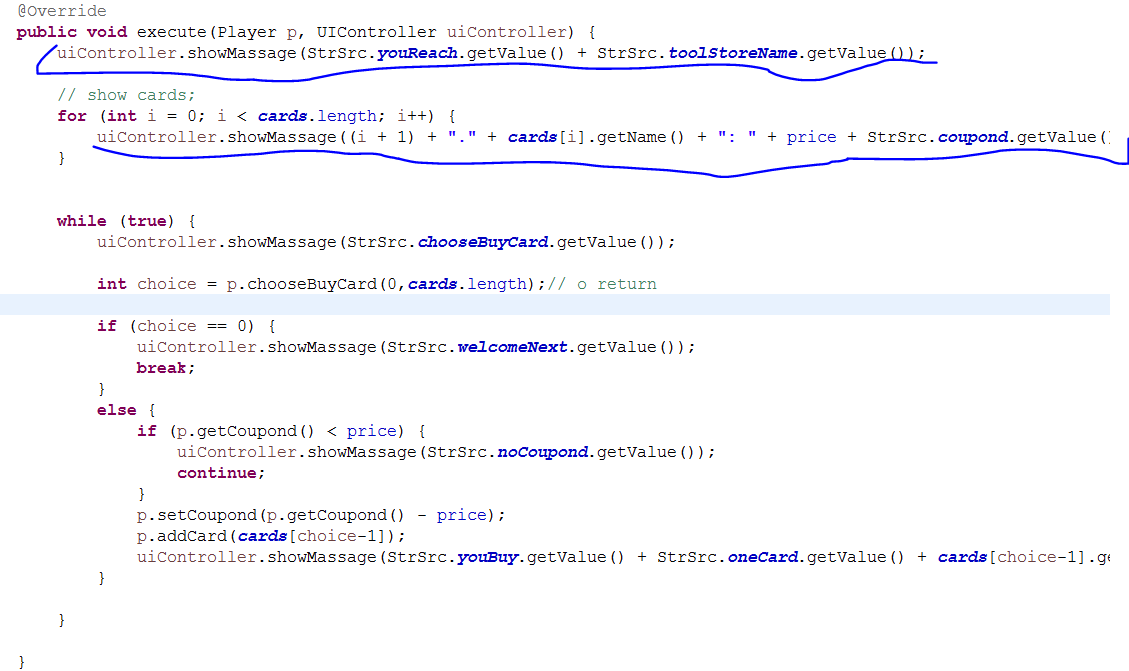 @Override
public void execute(Player p, UIController uiController) {
uiController.showMassage(StrSrc.youReach.getValue() + StrSrc.toolStoreName.getValue());
// show cards;
for (int i = 0; i < cards.length; i++) {
uiController.showMassage((i + 1) + "." + cards[i].getName() + ": " + price + StrSrc.coupond.getValue()
}
while (true) {
uiController.showMassage(StrSrc.chooseBuyCard.getValue());
int choice = p.chooseBuyCard(0,cards.length);// o return
if (choice == 0) {
uiController.showMassage(StrSrc.welcomeNext.getValue());
break;
}
else {
if (p.getCoupond() < price) {
uiController.showMassage(StrSrc.noCoupond.getValue());
continue;
}
p.setCoupond(p.getCoupond() - price);
p.addCard(cards[choice-1]);
uiController.showMassage(StrSrc.youBuy.getValue() + StrSrc.oneCard.getValue() + cards[choice-1].ge
}
}
}